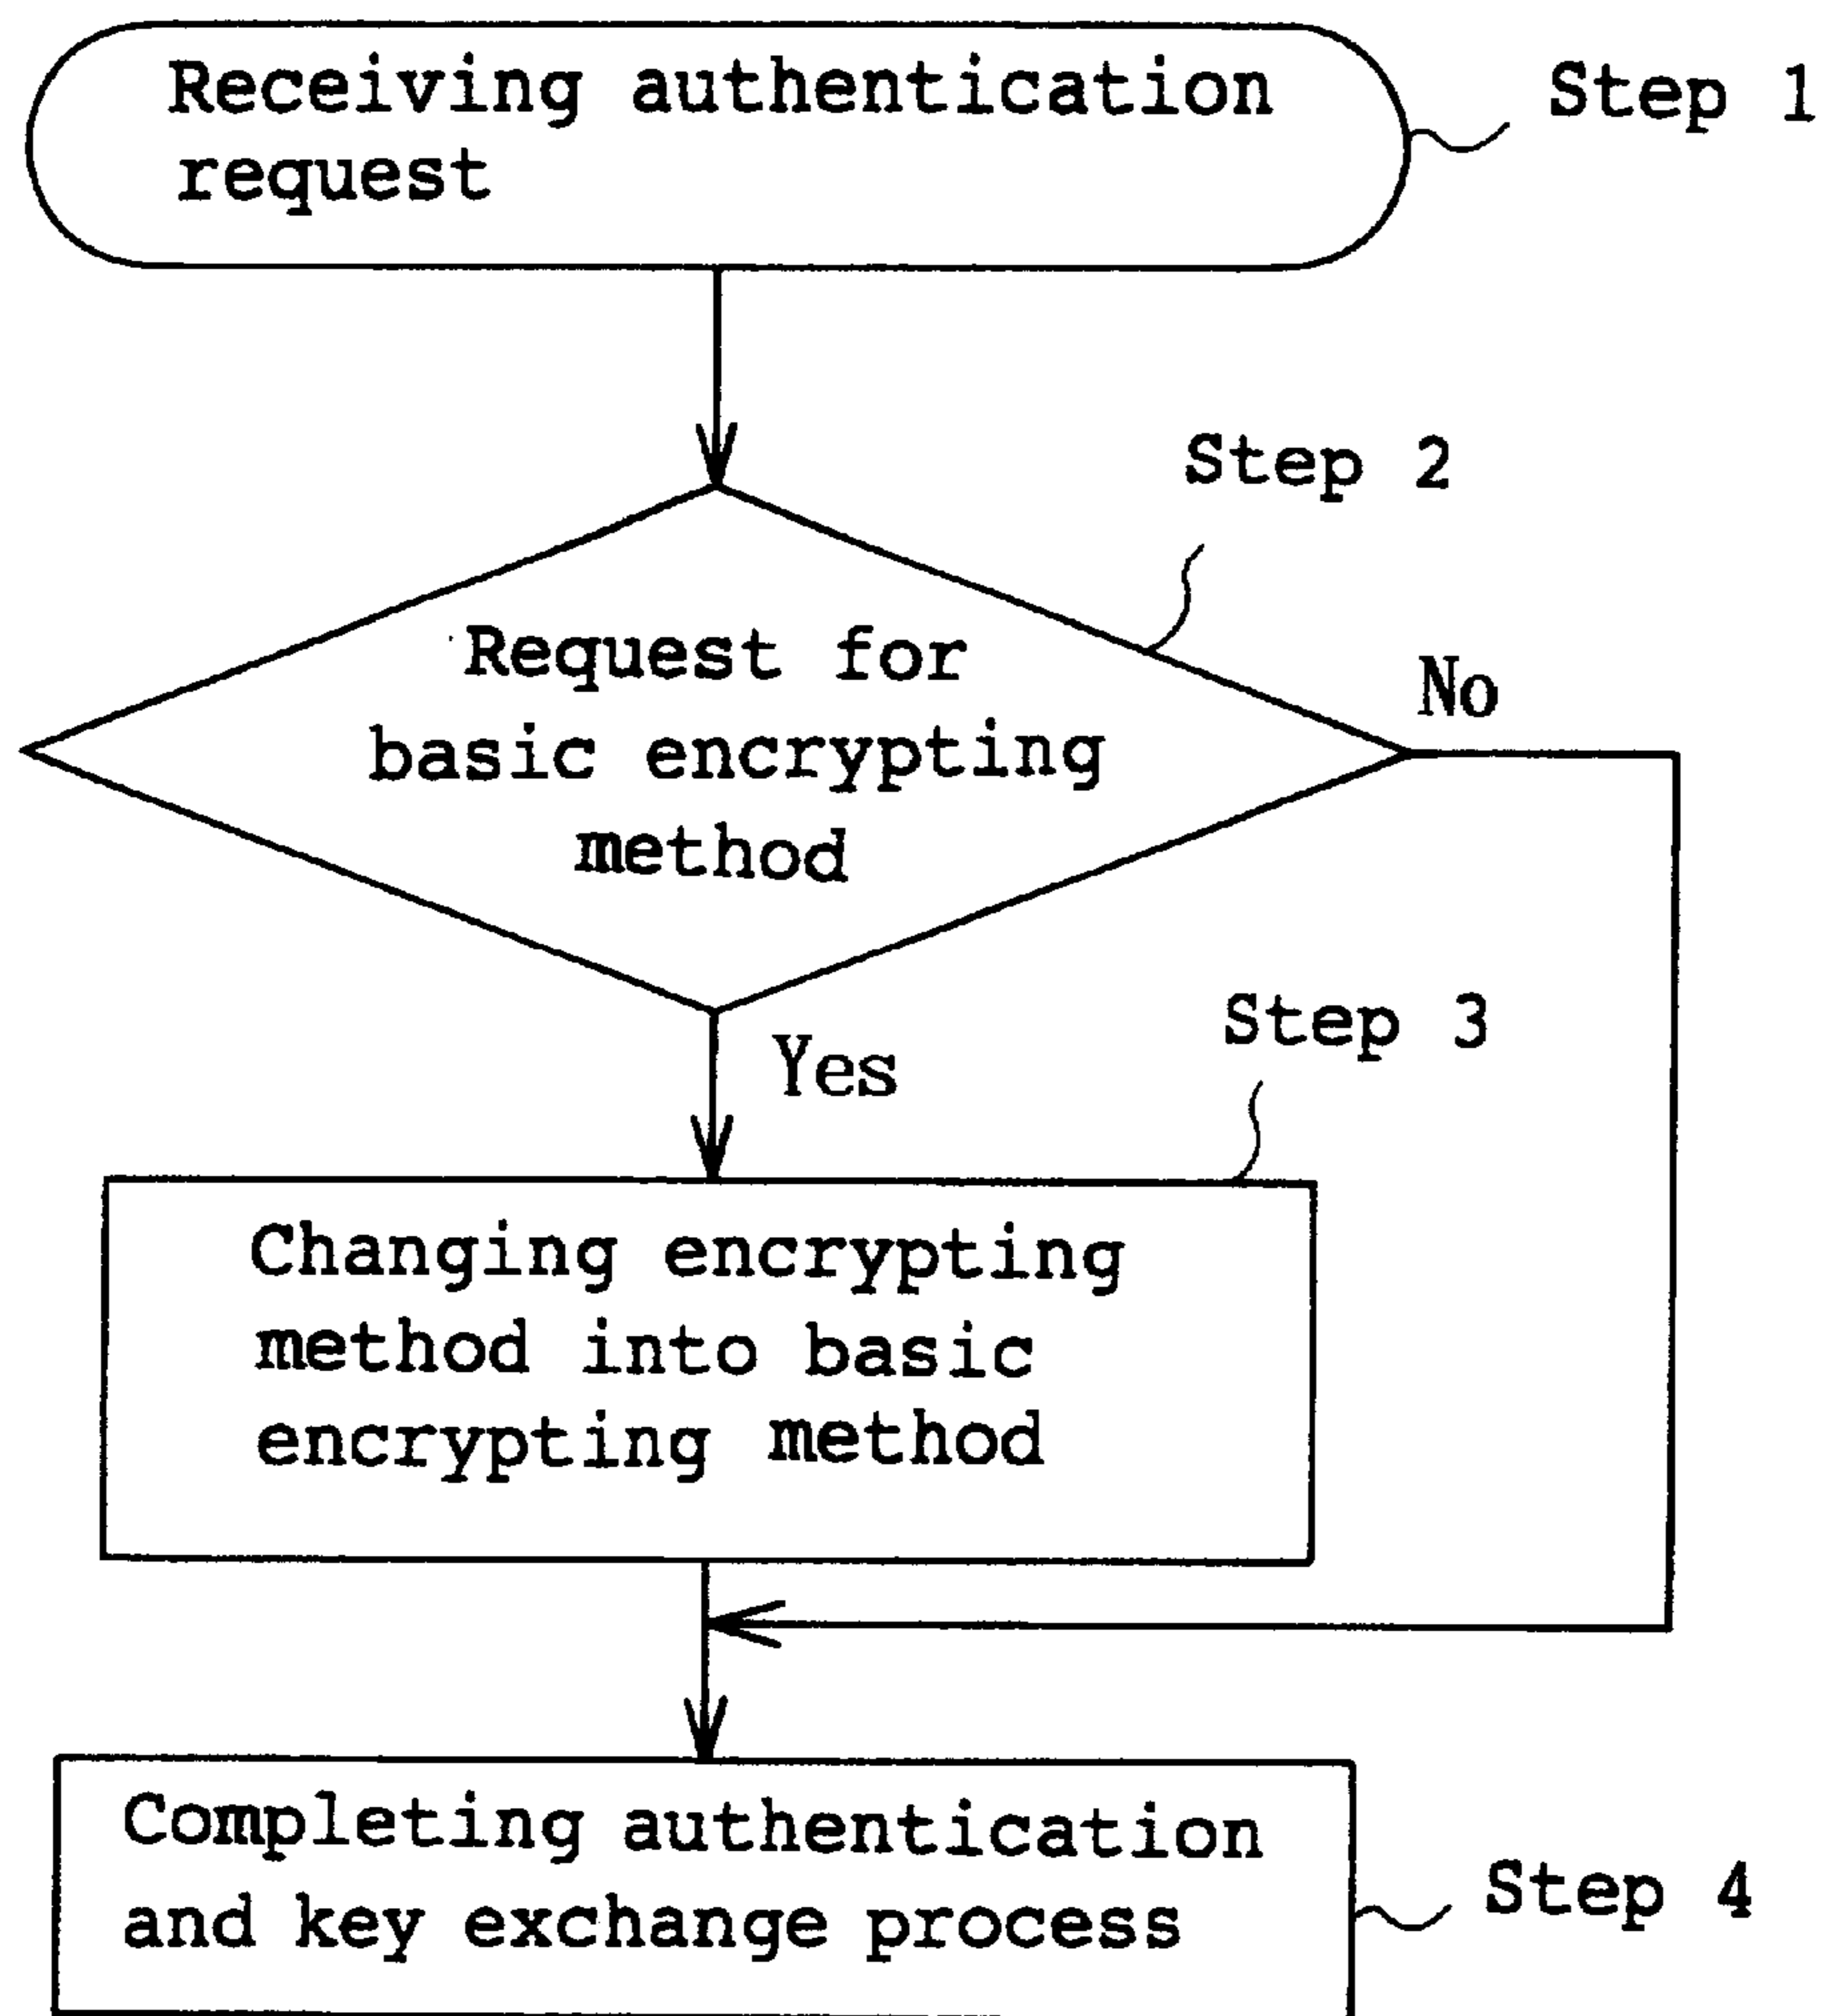 Receiving authentication
request
Step 1
Step 2
Request for
basic encrypting
method
No
Yes
Step 3
Changing encrypting
method into basic
encrypting method
Completing authentication
and key exchange process
Step 4